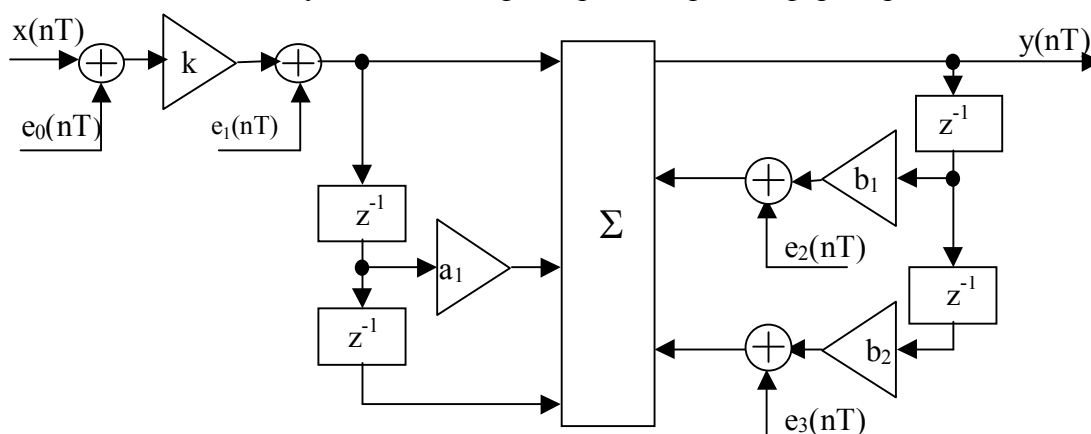 x(nT)
k
y(nT)
e₀(nT)
e₁(nT)
z⁻¹
b₁
z⁻¹
Σ
a₁
e₂(nT)
z⁻¹
z⁻¹
b₂
e₃(nT)